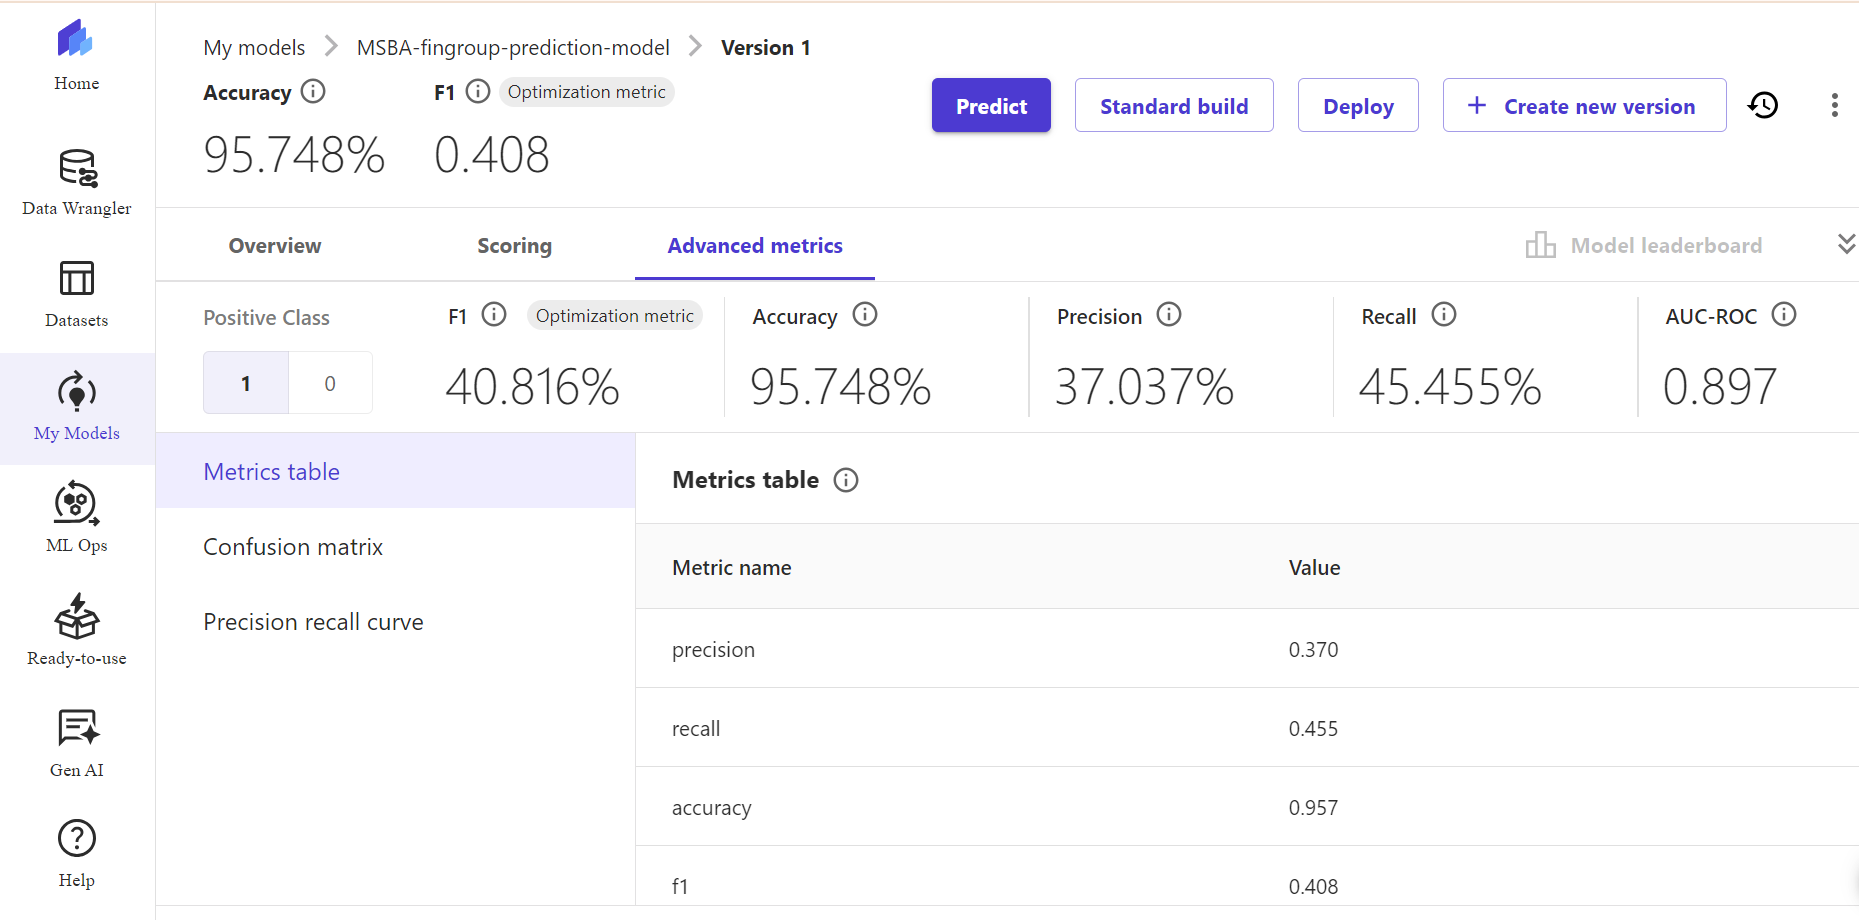 Home
Data Wrangler
Datasets
My Models
ML Ops
Ready-to-use
Gen AI
Help
My models > MSBA-fingroup-prediction-model > Version 1
Accuracy F1 Optimization metric
95.748% 0.408
Predict Standard build Deploy + Create new version
Overview Scoring Advanced metrics Model leaderboard
Positive Class
1 0
F1 Optimization metric
40.816%
Accuracy
95.748%
Precision
37.037%
Recall
45.455%
AUC-ROC
0.897
Metrics table
Confusion matrix
Precision recall curve
Metrics table
Metric name Value
precision 0.370
recall 0.455
accuracy 0.957
f1 0.408